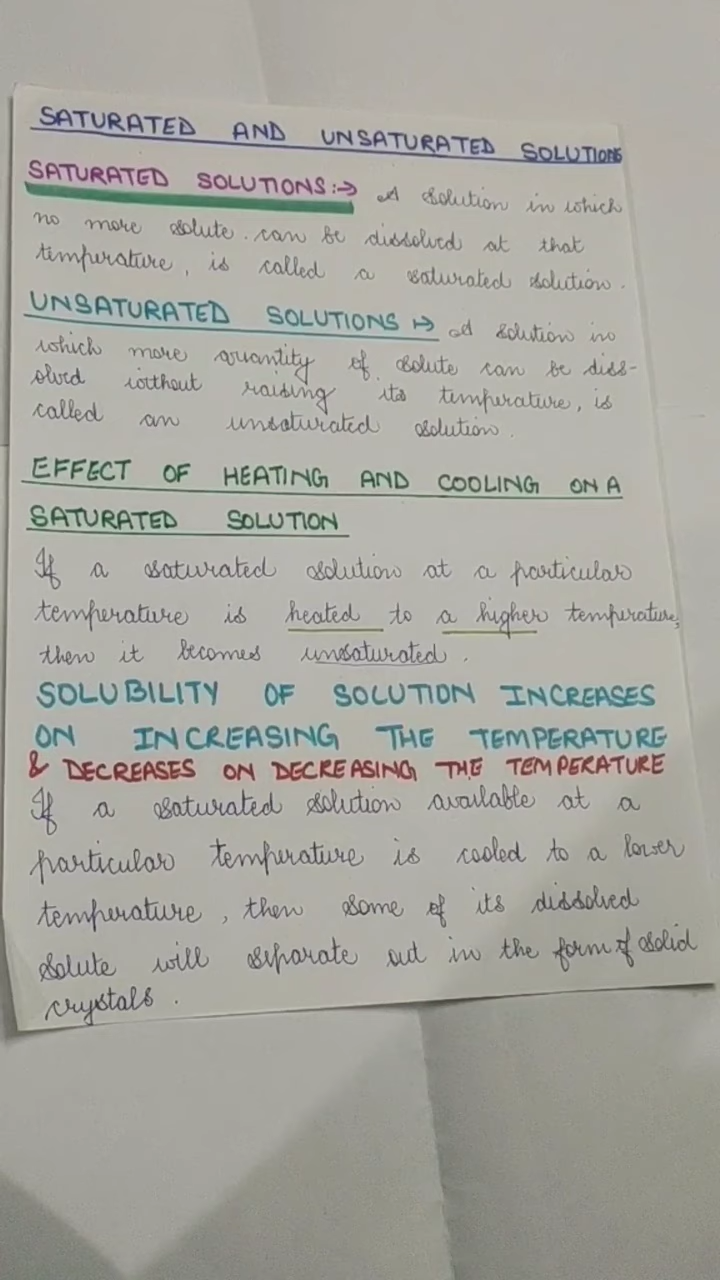 SATURATED AND UNSATURATED SOLUTIONS
SATURATED SOLUTIONS:→ A solution in which
no more solute can be dissolved at that
temperature, is called a saturated solution.
UNSATURATED SOLUTIONS → A solution in
which more quantity of solute can be diss-
olved without raising its temperature, is
called an unsaturated solution.
EFFECT OF HEATING AND COOLING ON A
SATURATED SOLUTION
If a saturated solution at a particular
temperature is heated to a higher temperature,
then it becomes unsaturated.
SOLUBILITY OF SOLUTION INCREASES
ON INCREASING THE TEMPERATURE
& DECREASES ON DECREASING THE TEMPERATURE
If a saturated solution available at a
particular temperature is cooled to a lower
temperature, then some of its dissolved
solute will separate out in the form of solid
crystals.